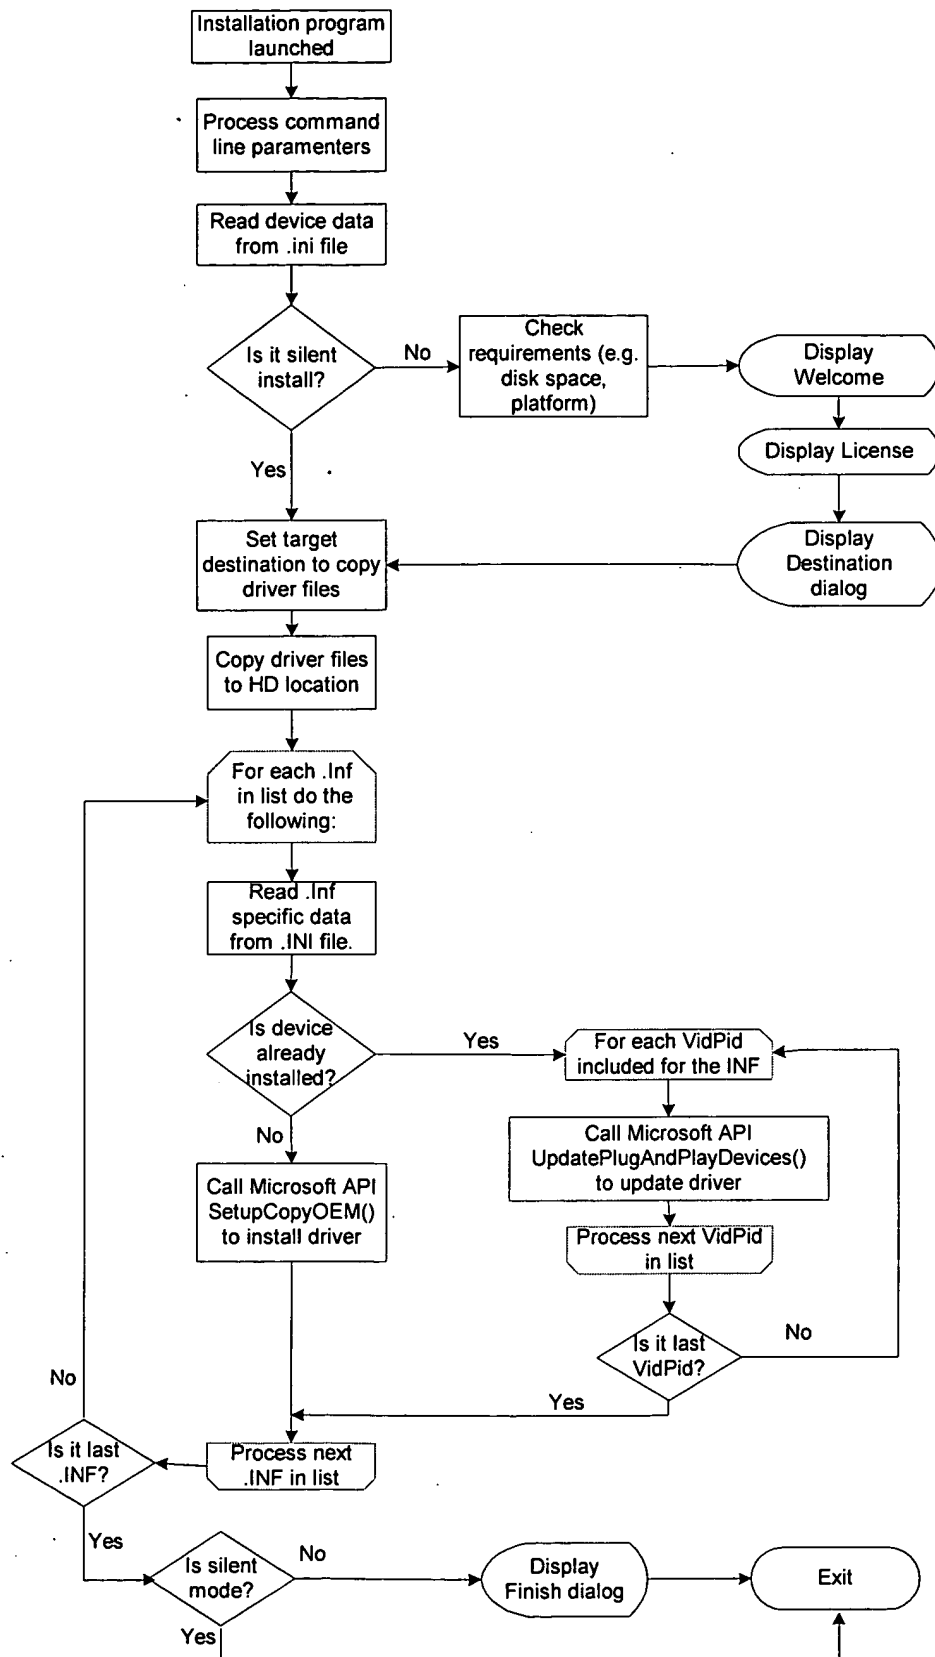 Installation program
launched
Process command
line paramenters
Read device data
from .ini file
Is it silent
install?
No
Check
requirements (e.g.
disk space,
platform)
Display
Welcome
Display License
Display
Destination
dialog
Yes
Set target
destination to copy
driver files
Copy driver files
to HD location
For each .Inf
in list do the
following:
Read .Inf
specific data
from .INI file.
Is device
already
installed?
Yes
For each VidPid
included for the INF
Call Microsoft API
UpdatePlugAndPlayDevices()
to update driver
Process next VidPid
in list
Is it last
VidPid?
No
Yes
No
Call Microsoft API
SetupCopyOEM()
to install driver
Process next
.INF in list
Is it last
.INF?
No
Yes
Is silent
mode?
No
Display
Finish dialog
Exit
Yes